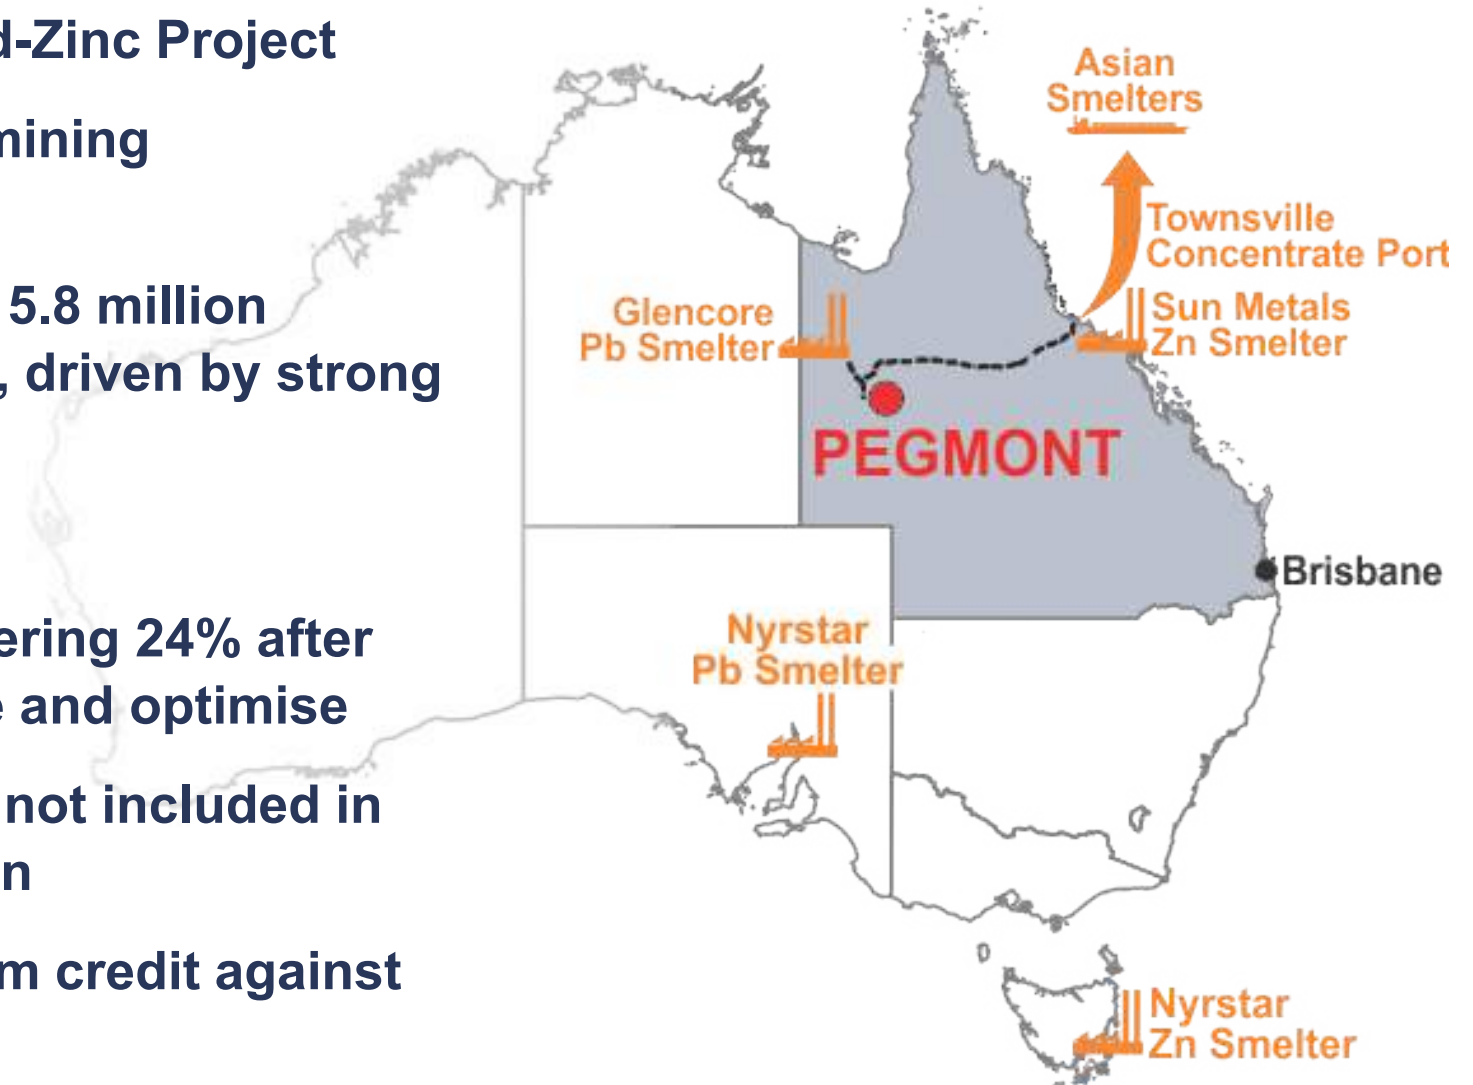 d-Zinc Project
mining
5.8 million
, driven by strong
ering 24% after
e and optimise
not included in
n
m credit against
Asian
Smelters
Townsville
Concentrate Port
Glencore
Pb Smelter
Sun Metals
Zn Smelter
PEGMONT
Brisbane
Nyrstar
Pb Smelter
Nyrstar
Zn Smelter